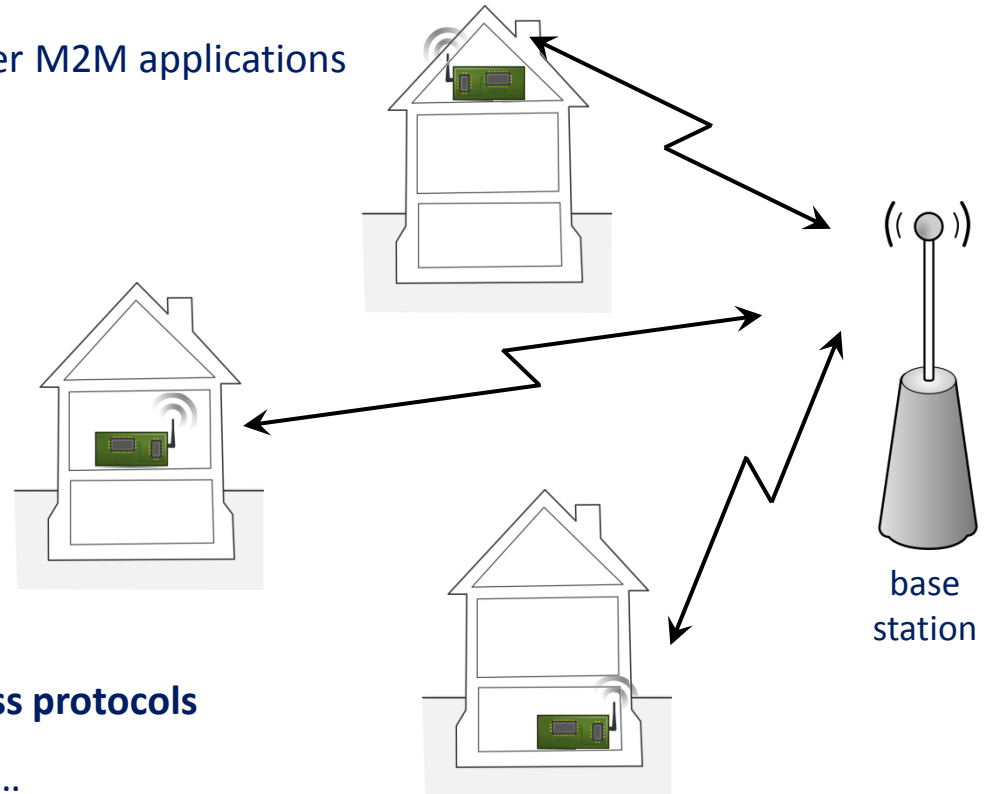 er M2M applications
base
station
ss protocols
..